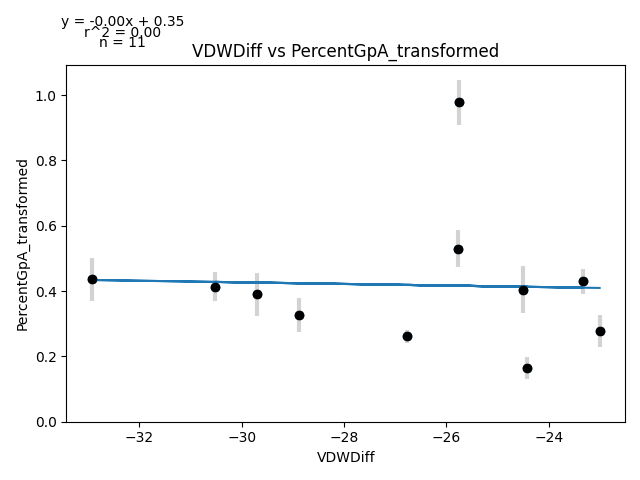 y = -0.00x + 0.35
r^2 = 0.00
n = 11
VDWDiff vs PercentGpA_transformed
PercentGpA_transformed
1.0
0.8
0.6
0.4
0.2
0.0
−32
−30
−28
−26
−24
VDWDiff